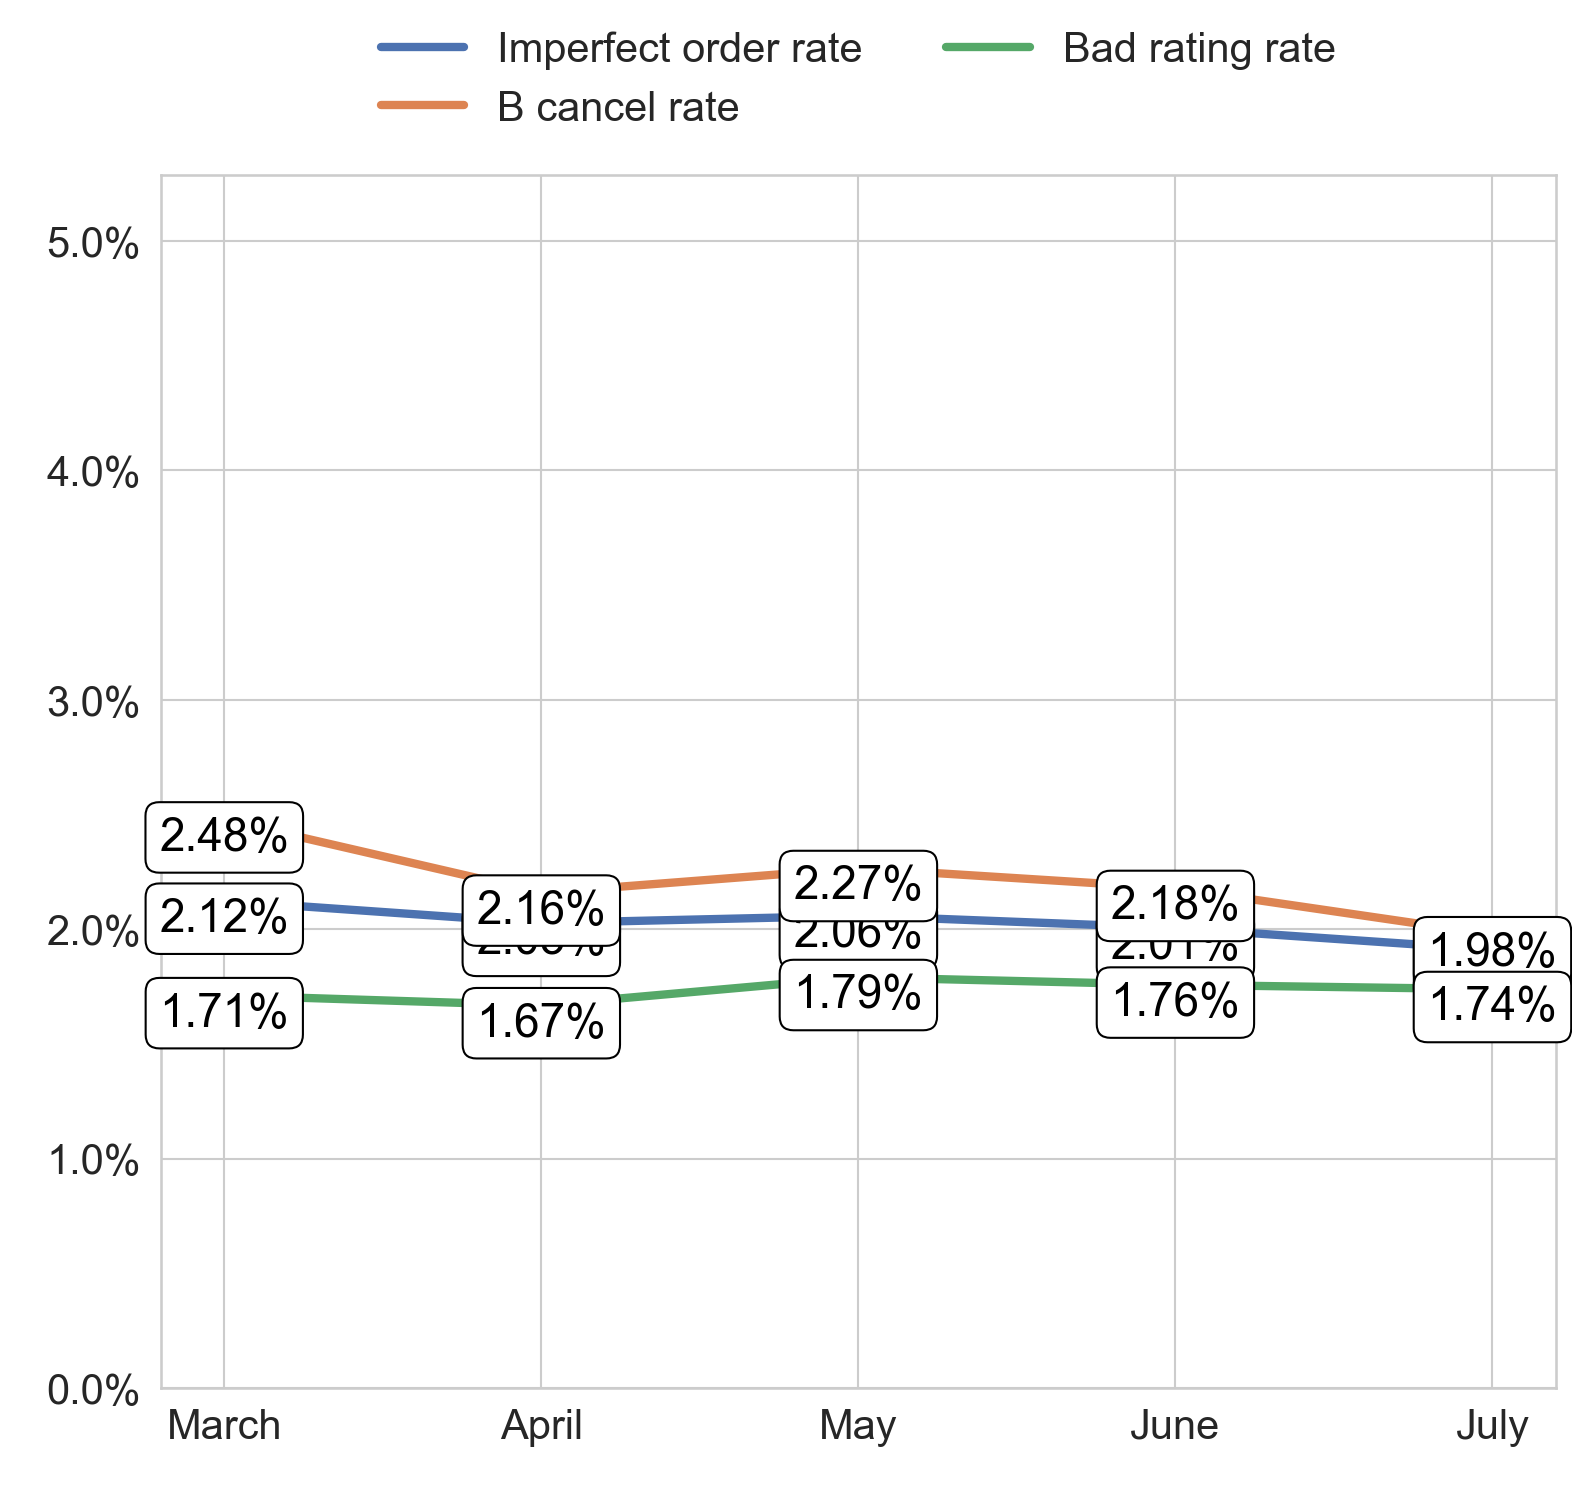 Imperfect order rate
B cancel rate
Bad rating rate
5.0%
4.0%
3.0%
2.0%
1.0%
0.0%
2.48%
2.12%
1.71%
2.16%
1.67%
2.27%
2.06%
1.79%
2.18%
2.01%
1.76%
1.98%
1.74%
March
April
May
June
July